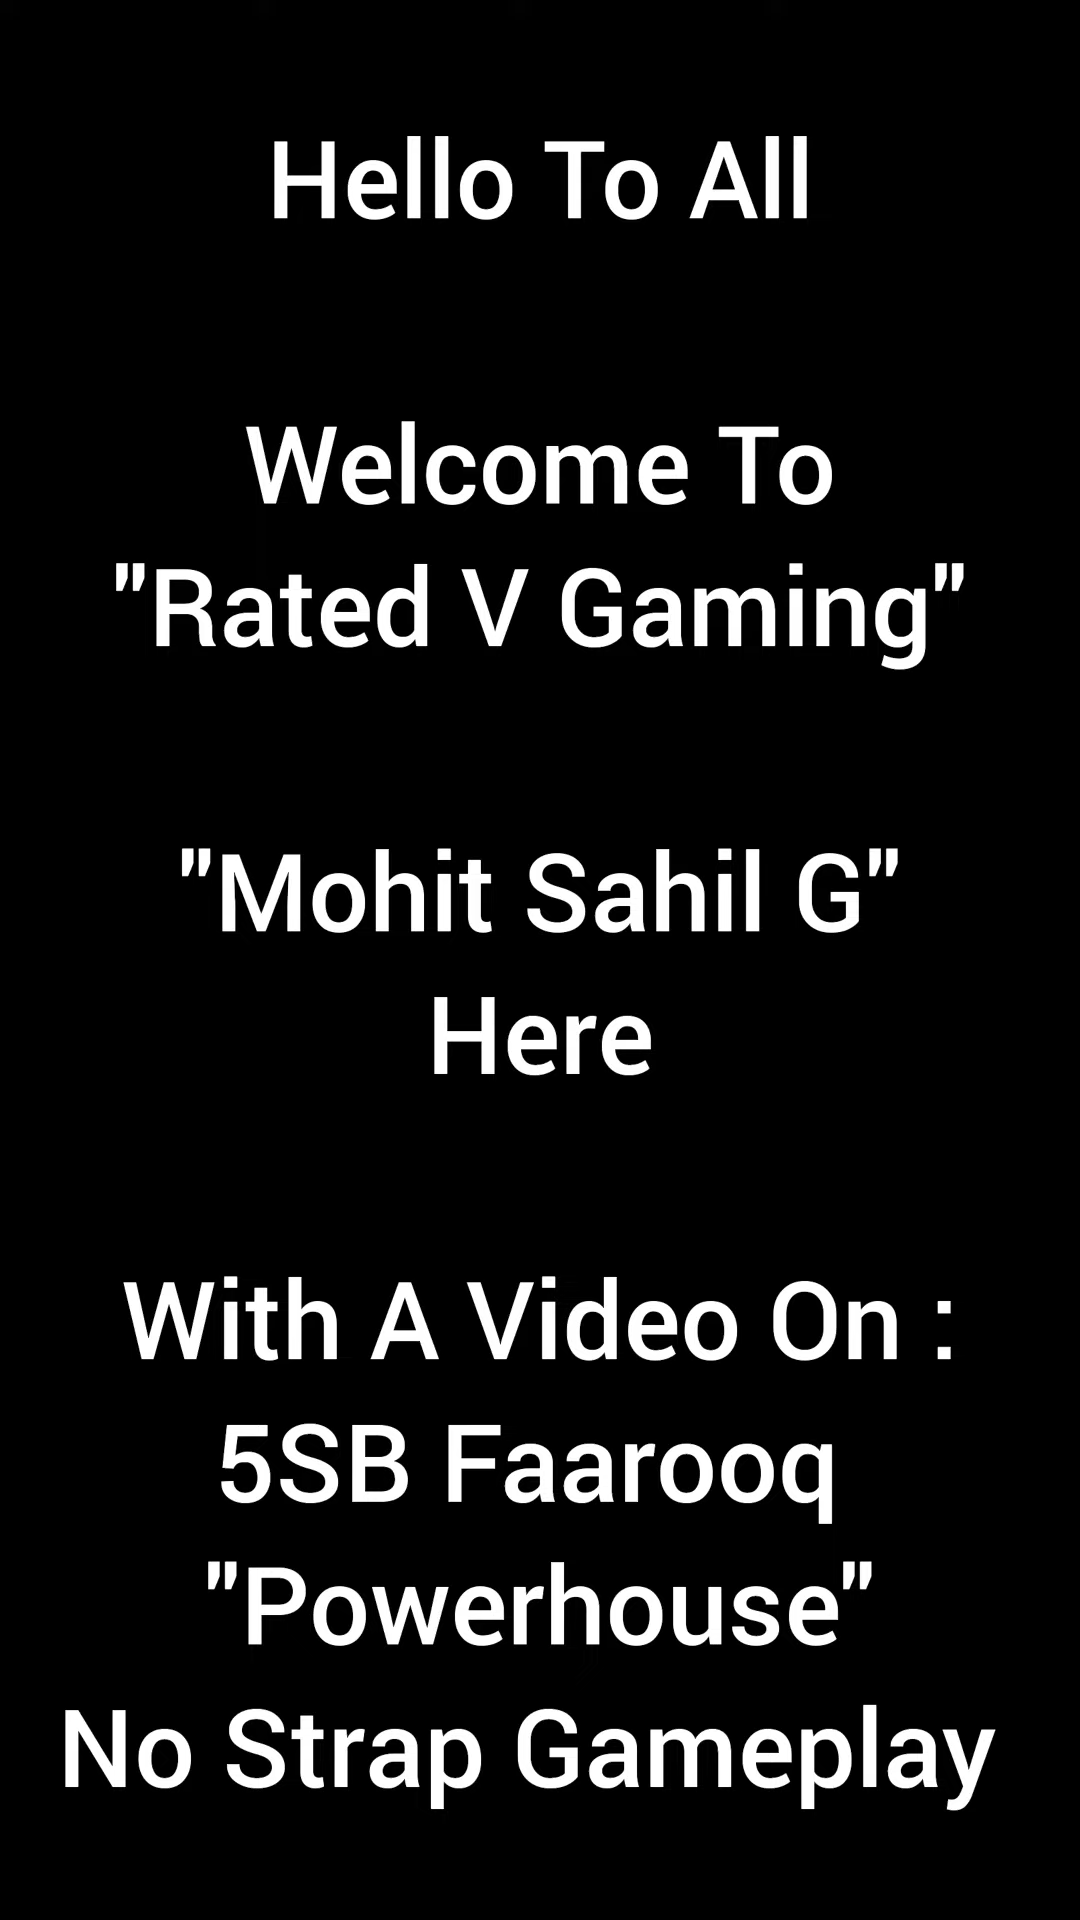 Hello To All
Welcome To
"Rated V Gaming"
"Mohit Sahil G"
Here
With A Video On :
5SB Faarooq
"Powerhouse"
No Strap Gameplay